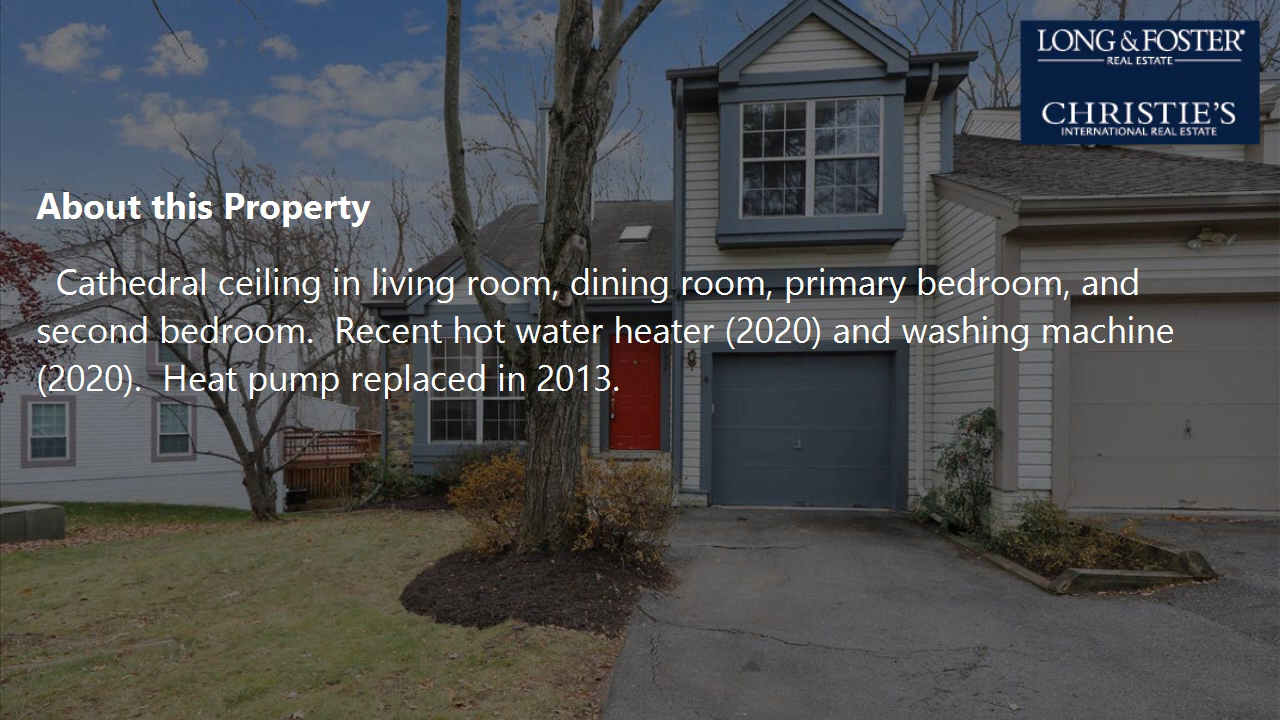 LONG & FOSTER®
REAL ESTATE
CHRISTIE'S
INTERNATIONAL REAL ESTATE
About this Property
Cathedral ceiling in living room, dining room, primary bedroom, and
second bedroom.  Recent hot water heater (2020) and washing machine
(2020).  Heat pump replaced in 2013.